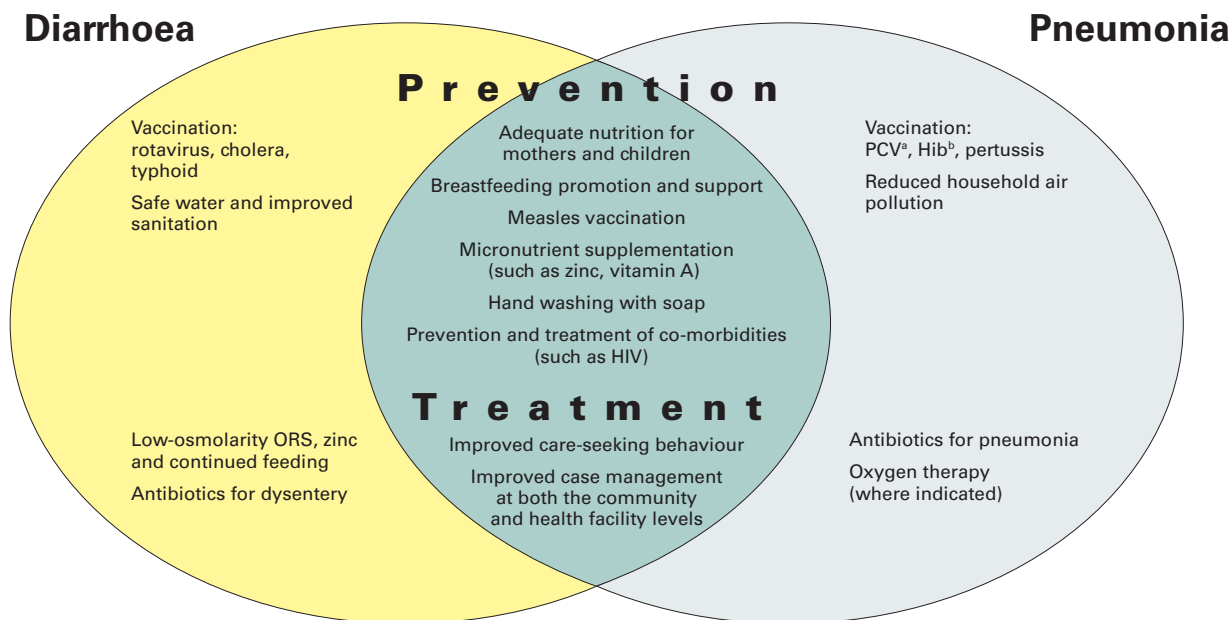 Diarrhoea
Pneumonia
Prevention
Vaccination:
rotavirus, cholera,
typhoid
Safe water and improved
sanitation
Adequate nutrition for
mothers and children
Breastfeeding promotion and support
Measles vaccination
Micronutrient supplementation
(such as zinc, vitamin A)
Hand washing with soap
Prevention and treatment of co-morbidities
(such as HIV)
Vaccination:
PCVᵃ, Hibᵇ, pertussis
Reduced household air
pollution
Treatment
Low-osmolarity ORS, zinc
and continued feeding
Antibiotics for dysentery
Improved care-seeking behaviour
Improved case management
at both the community
and health facility levels
Antibiotics for pneumonia
Oxygen therapy
(where indicated)